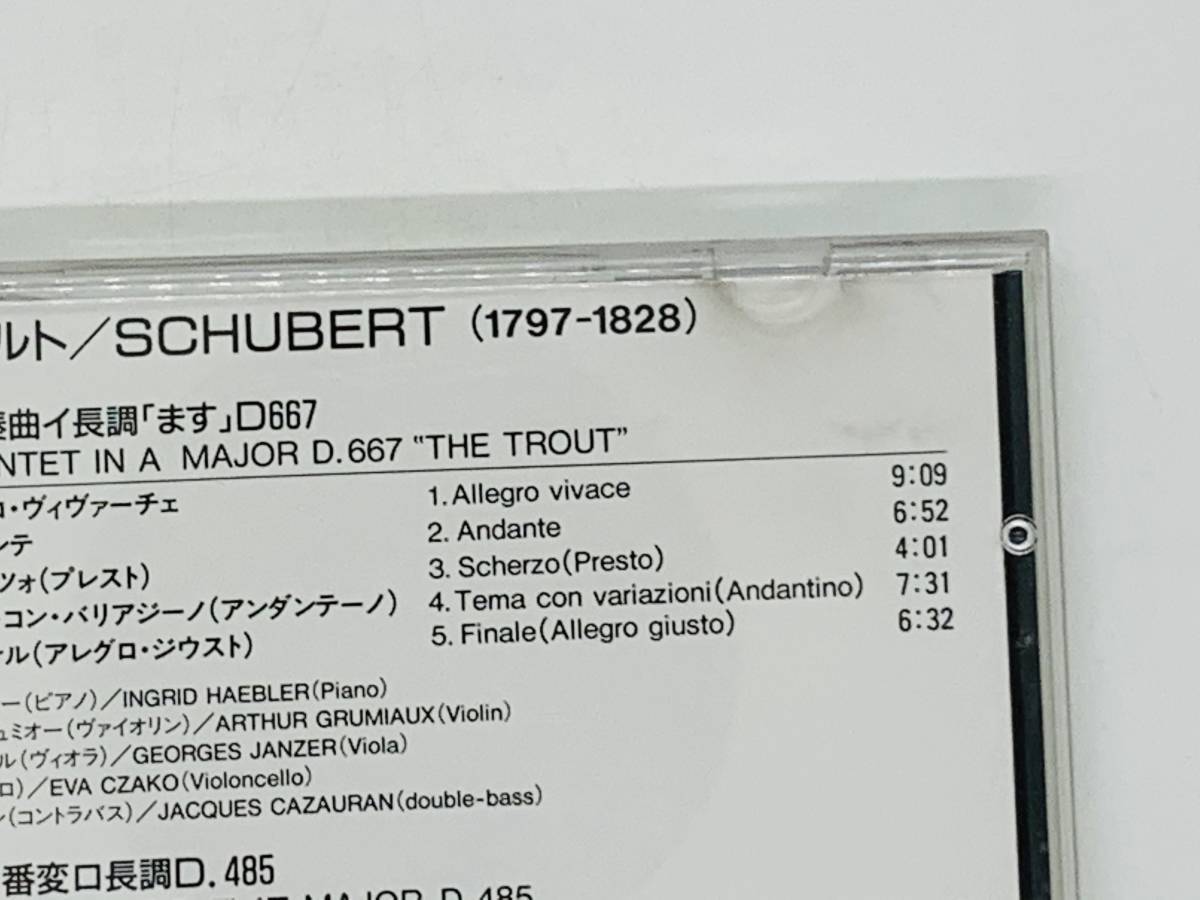 ルト／SCHUBERT (1797-1828)
奏曲イ長調「ます」D667
NTET IN A MAJOR D.667 "THE TROUT"
ロ・ヴィヴァーチェ
ンテ
ツォ(プレスト)
・コン・バリアジーノ(アンダンテーノ)
ール(アレグロ・ジウスト)
1. Allegro vivace 9:09
2. Andante 6:52
3. Scherzo(Presto) 4:01
4. Tema con variazioni(Andantino) 7:31
5. Finale(Allegro giusto) 6:32
ー(ピアノ)／INGRID HAEBLER(Piano)
ュミオー(ヴァイオリン)／ARTHUR GRUMIAUX(Violin)
ル(ヴィオラ)／GEORGES JANZER(Viola)
ロ)／EVA CZAKO(Violoncello)
ン(コントラバス)／JACQUES CAZAURAN(double-bass)
番変ロ長調D.485
MAJOR D.485